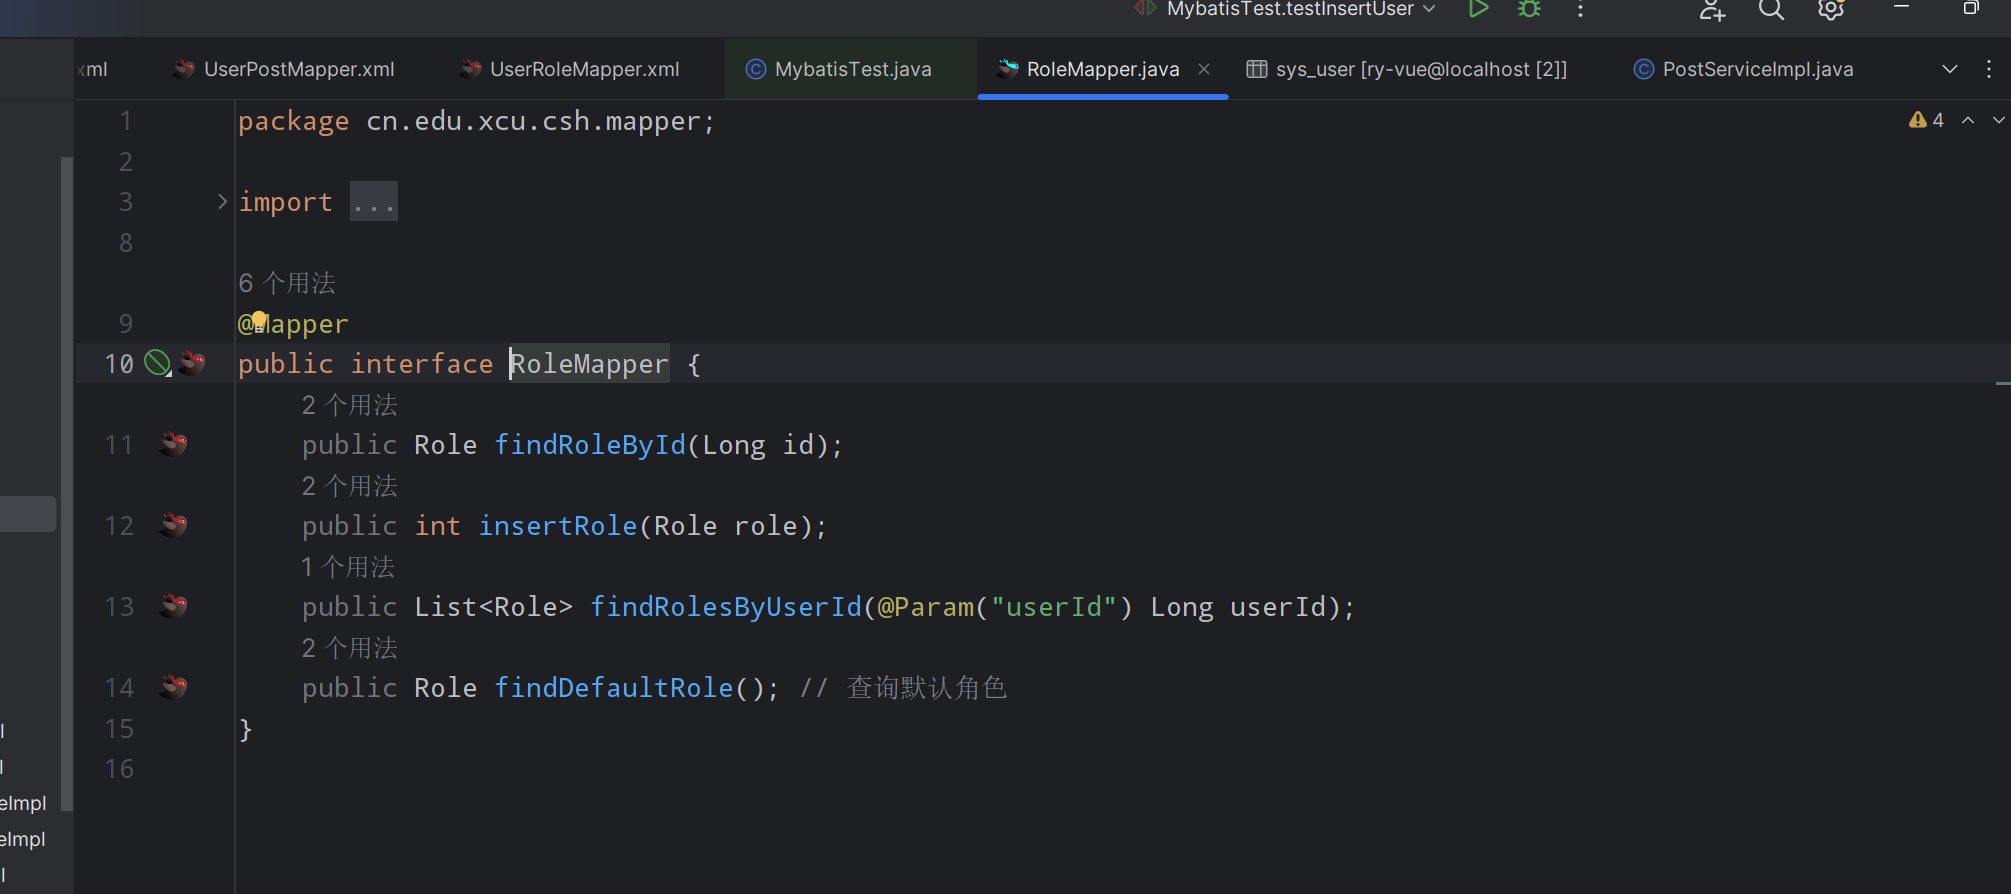 MybatisTest.testInsertUser
xml UserPostMapper.xml UserRoleMapper.xml MybatisTest.java RoleMapper.java sys_user [ry-vue@localhost [2]] PostServiceImpl.java
1 package cn.edu.xcu.csh.mapper; 4
2
3 import ...
8
6 个用法
9 @Mapper
10 public interface RoleMapper {
2 个用法
11 public Role findRoleById(Long id);
2 个用法
12 public int insertRole(Role role);
1 个用法
13 public List<Role> findRolesByUserId(@Param("userId") Long userId);
2 个用法
14 public Role findDefaultRole(); // 查询默认角色
15 }
16
l
l
eImpl
eImpl
l